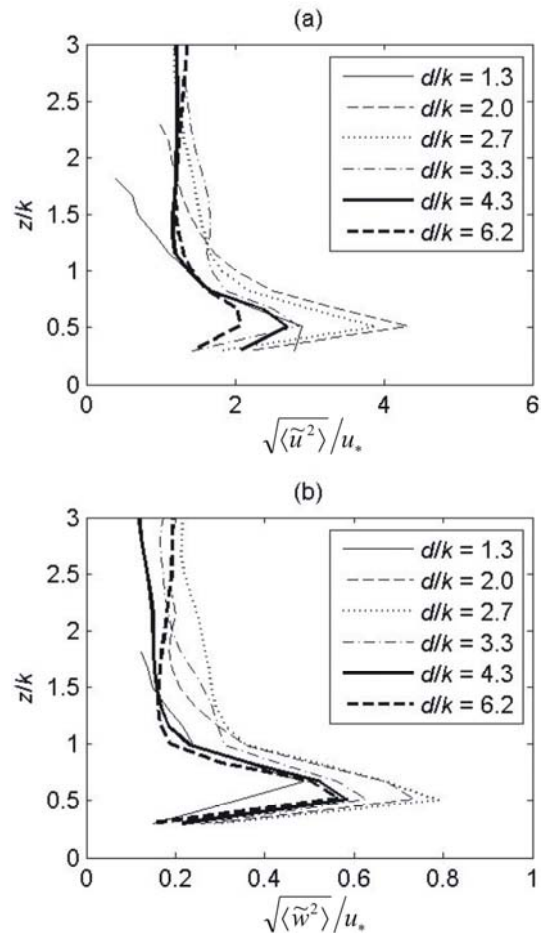 (a)
3
2.5
2
1.5
1
0.5
0
z/k
d/k = 1.3
d/k = 2.0
d/k = 2.7
d/k = 3.3
d/k = 4.3
d/k = 6.2
0 2 4 6
√⟨ũ²⟩/u*
(b)
3
2.5
2
1.5
1
0.5
0
z/k
d/k = 1.3
d/k = 2.0
d/k = 2.7
d/k = 3.3
d/k = 4.3
d/k = 6.2
0 0.2 0.4 0.6 0.8 1
√⟨w̃²⟩/u*